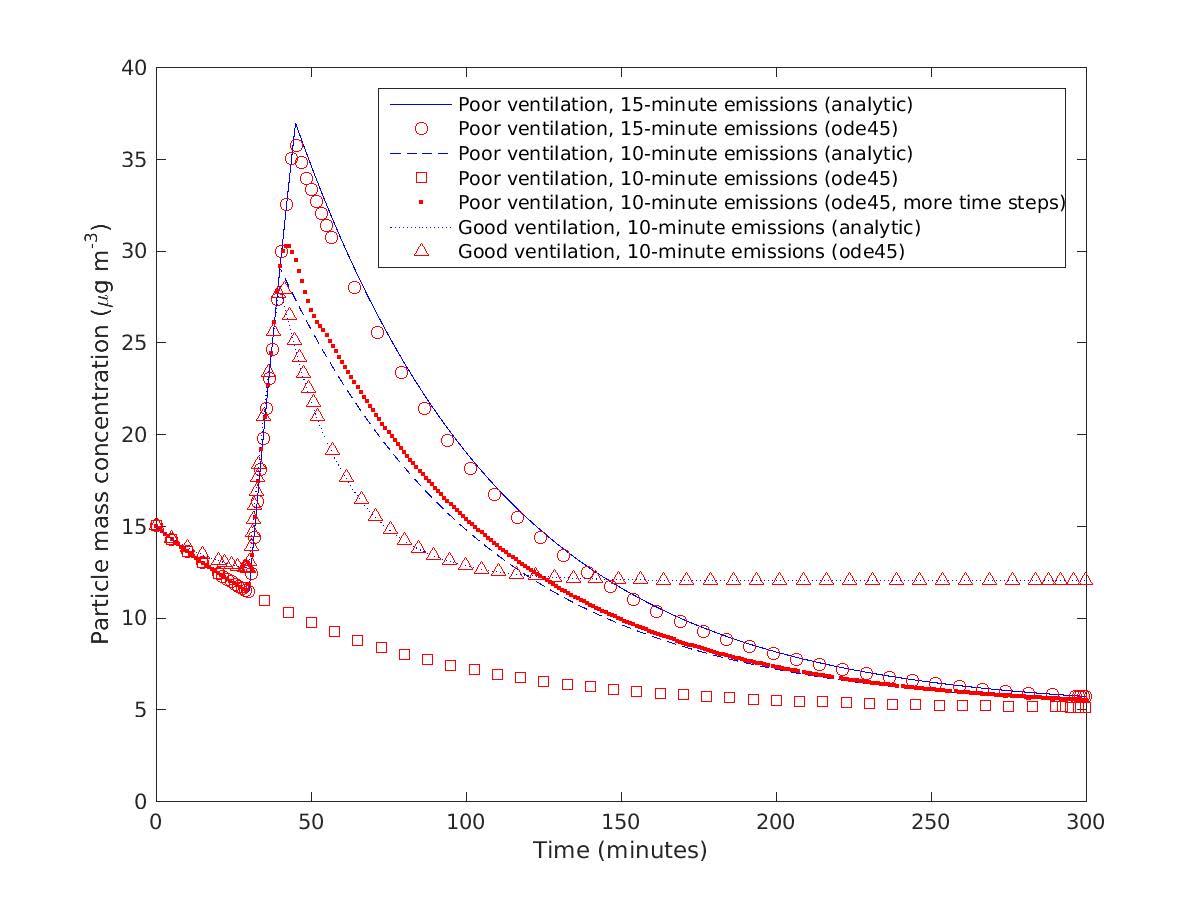 40
35
30
25
20
15
10
5
0
Particle mass concentration (μg m⁻³)
Poor ventilation, 15-minute emissions (analytic)
Poor ventilation, 15-minute emissions (ode45)
Poor ventilation, 10-minute emissions (analytic)
Poor ventilation, 10-minute emissions (ode45)
Poor ventilation, 10-minute emissions (ode45, more time steps)
Good ventilation, 10-minute emissions (analytic)
Good ventilation, 10-minute emissions (ode45)
0 50 100 150 200 250 300
Time (minutes)